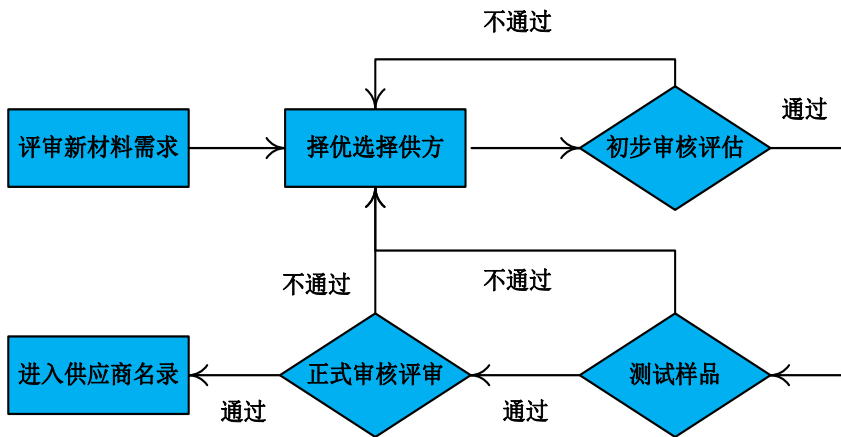 不通过
通过
评审新材料需求
择优选择供方
初步审核评估
不通过
不通过
进入供应商名录
正式审核评审
测试样品
通过
通过